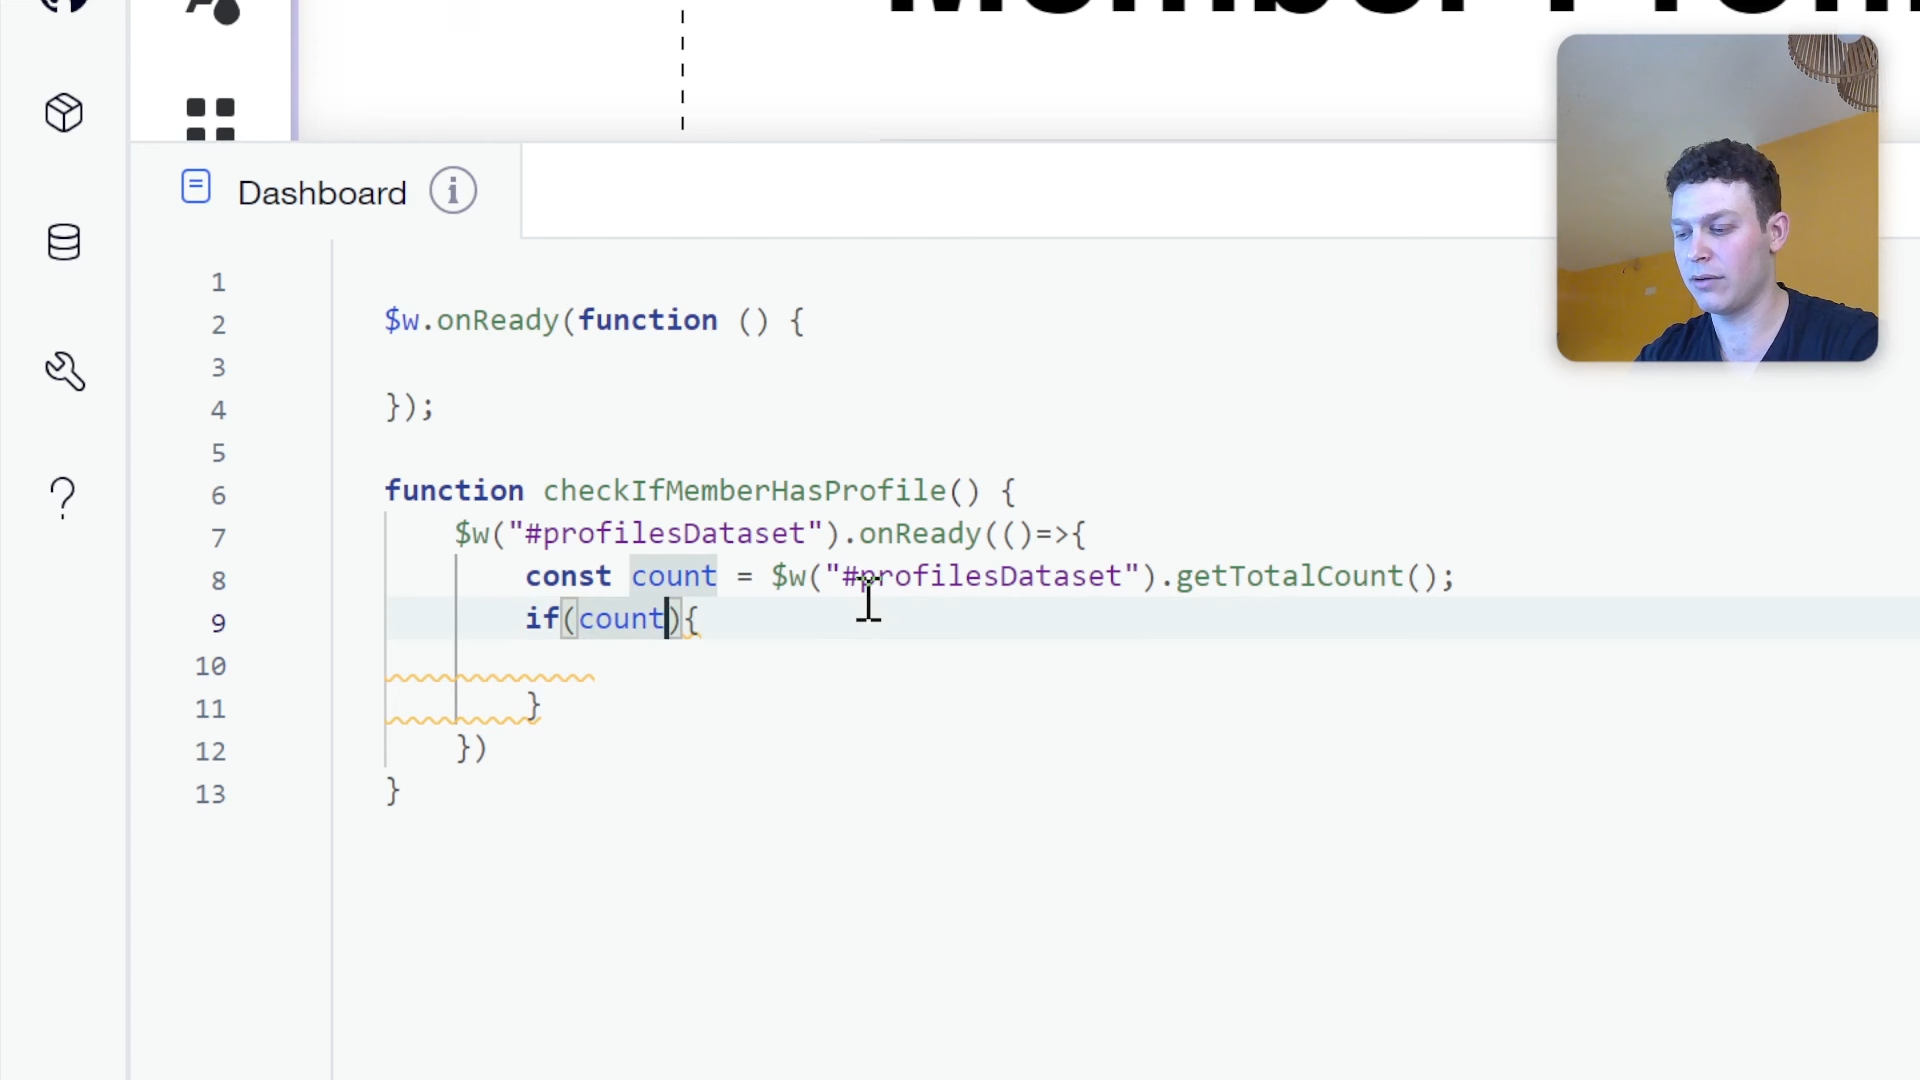 Dashboard
1
2 $w.onReady(function () {
3
4 });
5
6 function checkIfMemberHasProfile() {
7 $w("#profilesDataset").onReady(()=>{
8 const count = $w("#profilesDataset").getTotalCount();
9 if(count){
10
11 }
12 })
13 }